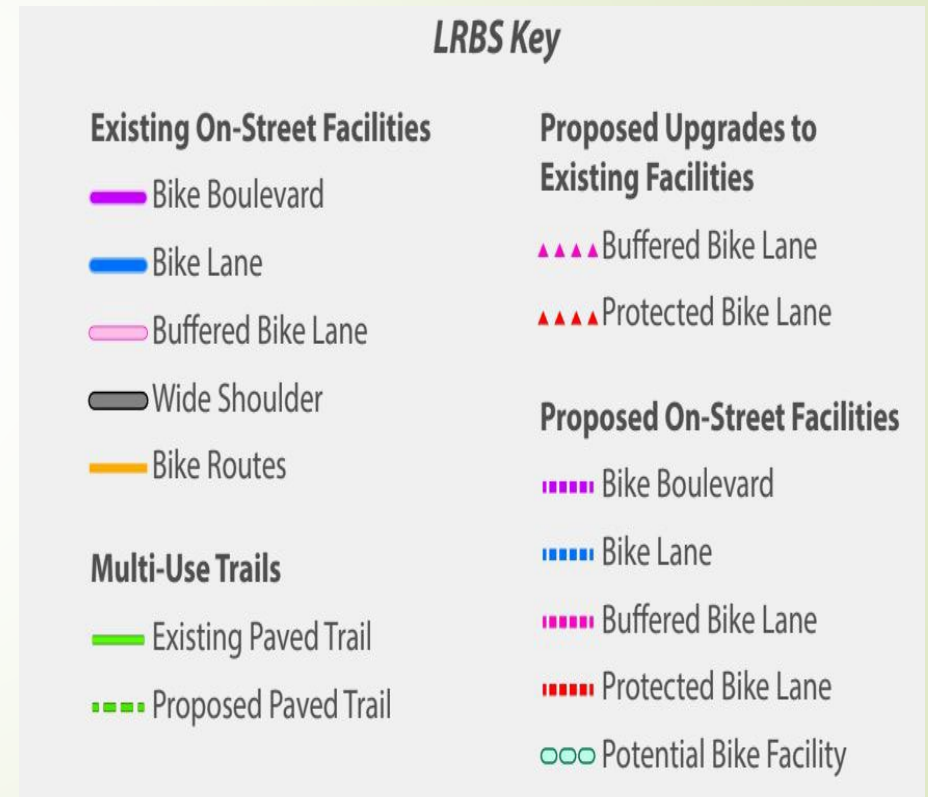 LRBS Key
Existing On-Street Facilities
Bike Boulevard
Bike Lane
Buffered Bike Lane
Wide Shoulder
Bike Routes
Multi-Use Trails
Existing Paved Trail
Proposed Paved Trail
Proposed Upgrades to
Existing Facilities
Buffered Bike Lane
Protected Bike Lane
Proposed On-Street Facilities
Bike Boulevard
Bike Lane
Buffered Bike Lane
Protected Bike Lane
Potential Bike Facility